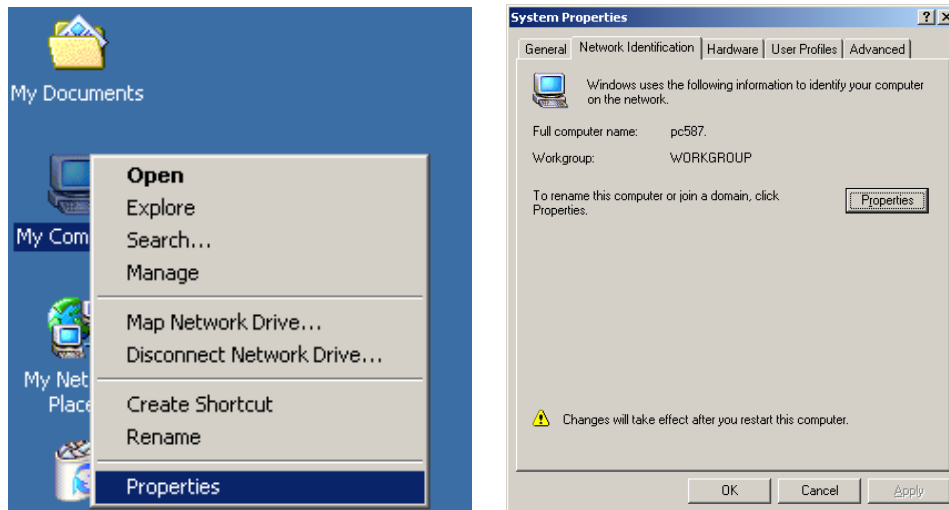 My Documents
My Com
My Net
Place
Open
Explore
Search...
Manage
Map Network Drive...
Disconnect Network Drive...
Create Shortcut
Rename
Properties
System Properties
General Network Identification Hardware User Profiles Advanced
Windows uses the following information to identify your computer
on the network.
Full computer name: pc587.
Workgroup: WORKGROUP
To rename this computer or join a domain, click
Properties.
Properties
Changes will take effect after you restart this computer.
OK Cancel Apply